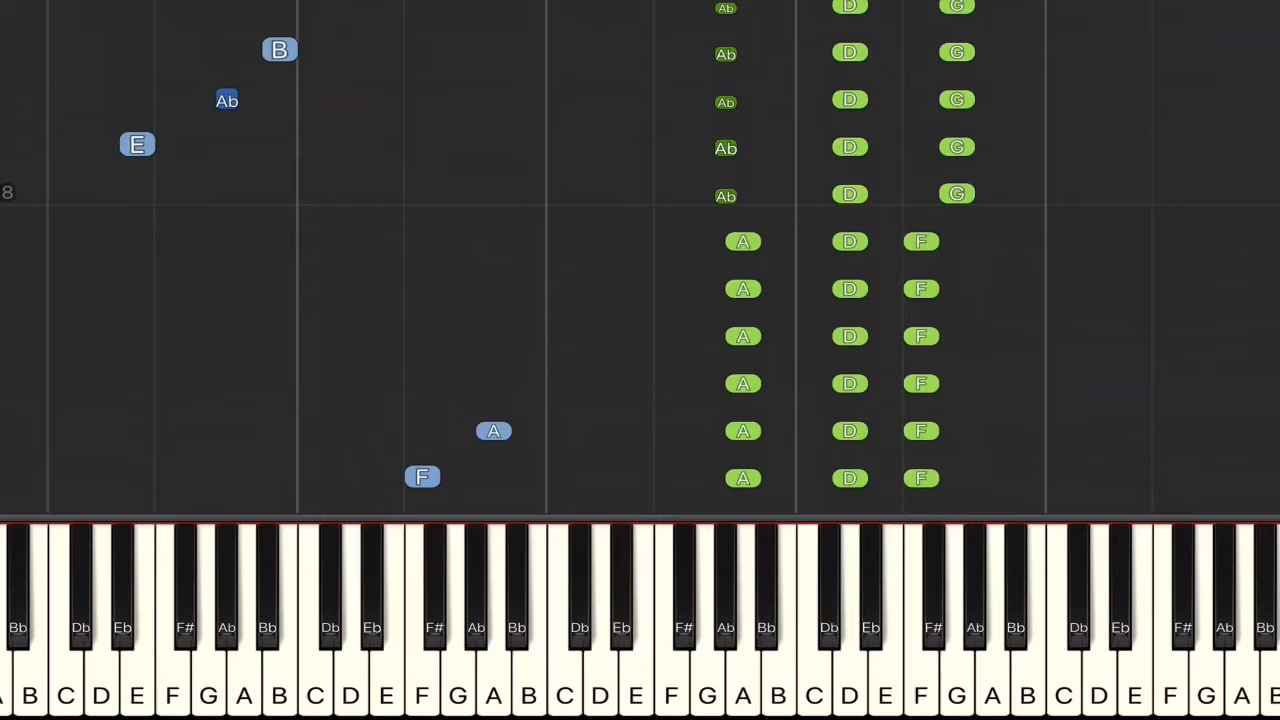 Ab D G
B Ab D G
Ab Ab D G
E Ab D G
8 Ab D G
A D F
A D F
A D F
A D F
A A D F
F A D F
Bb Db Eb F# Ab Bb Db Eb F# Ab Bb Db Eb F# Ab Bb Db Eb F# Ab Bb Db Eb F# Ab Bb
B C D E F G A B C D E F G A B C D E F G A B C D E F G A B C D E F G A B